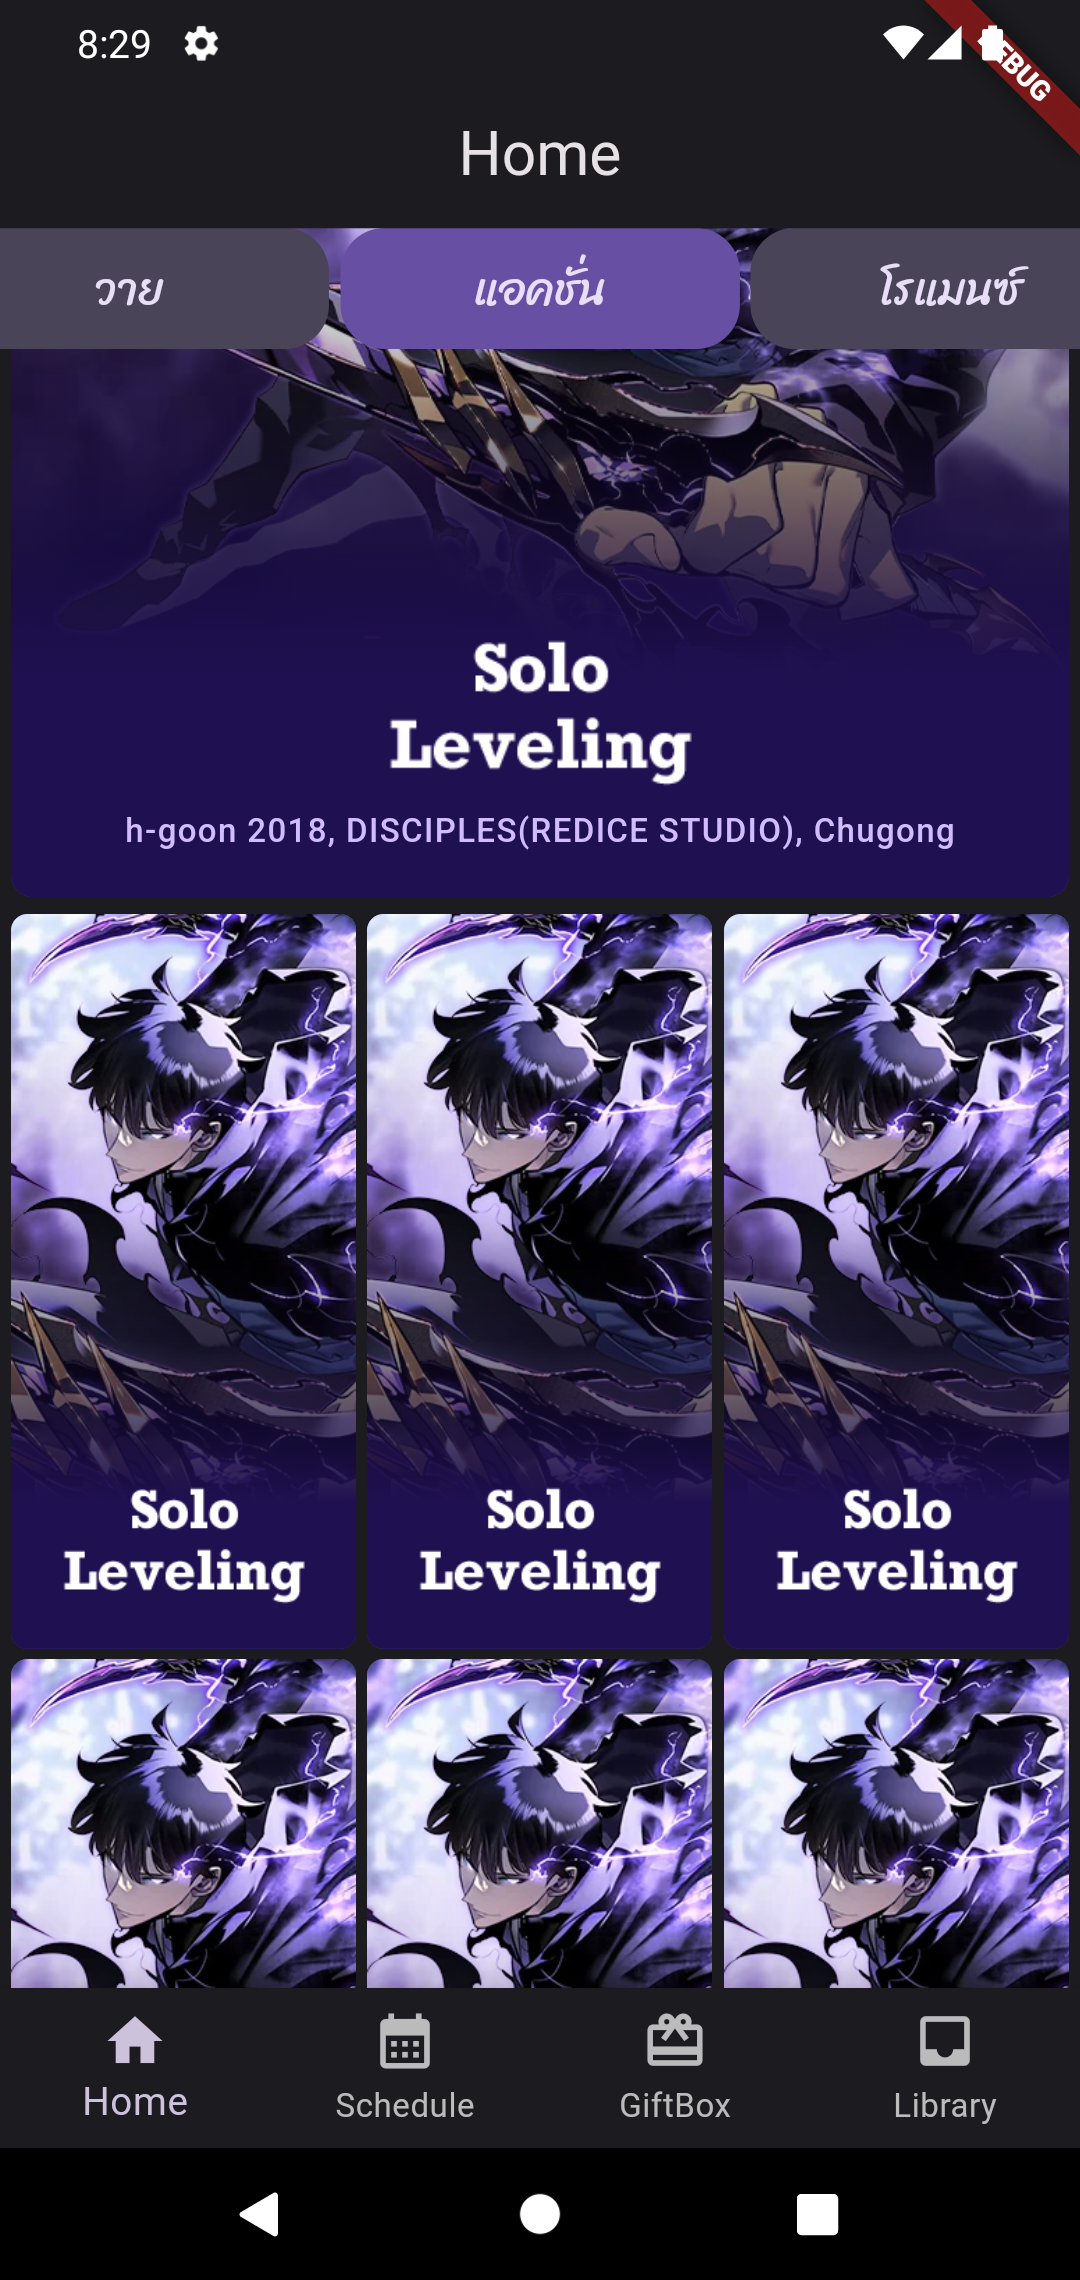 8:29
Home
วาย
แอคชั่น
โรแมนซ์
Solo
Leveling
h-goon 2018, DISCIPLES(REDICE STUDIO), Chugong
Solo
Leveling
Solo
Leveling
Solo
Leveling
Home
Schedule
GiftBox
Library